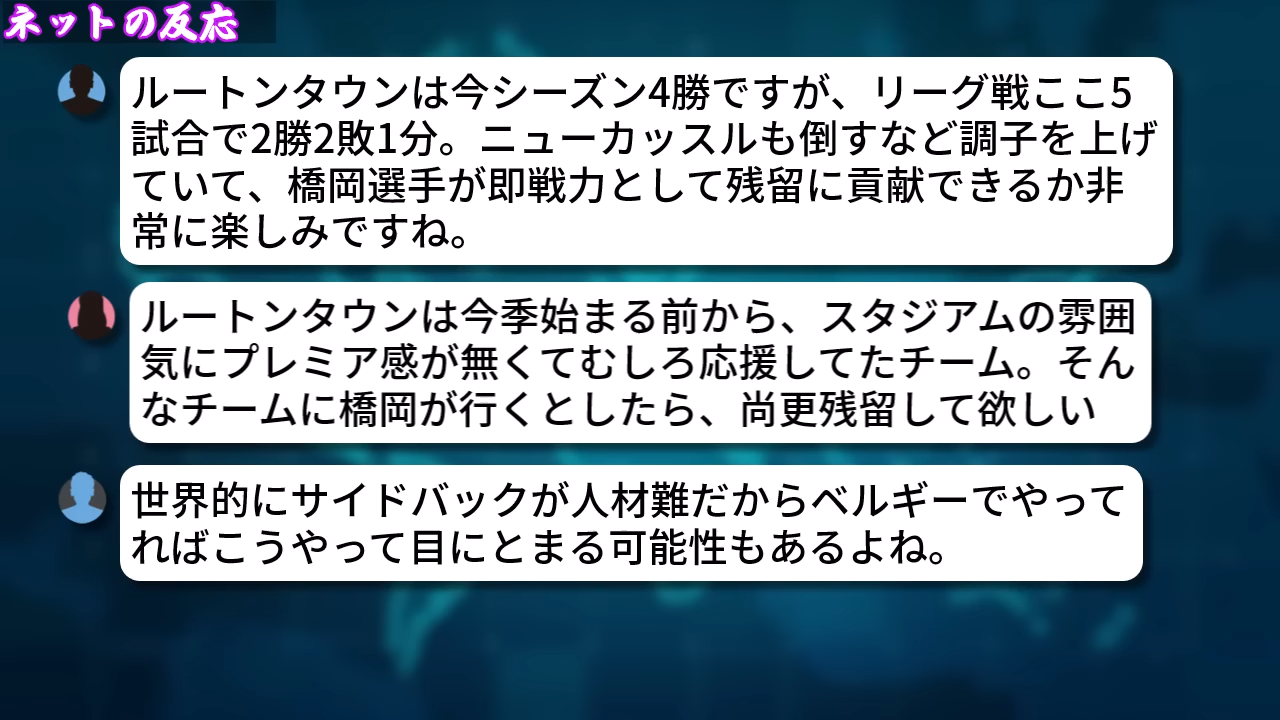 ネットの反応
ルートンタウンは今シーズン4勝ですが、リーグ戦ここ5
試合で2勝2敗1分。ニューカッスルも倒すなど調子を上げ
ていて、橋岡選手が即戦力として残留に貢献できるか非
常に楽しみですね。
ルートンタウンは今季始まる前から、スタジアムの雰囲
気にプレミア感が無くてむしろ応援してたチーム。そん
なチームに橋岡が行くとしたら、尚更残留して欲しい
世界的にサイドバックが人材難だからベルギーでやって
ればこうやって目にとまる可能性もあるよね。